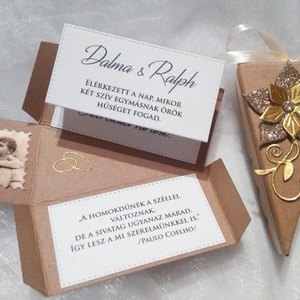 Dalma & Ralph
Elérkezett a nap, mikor
két szív egymásnak örök
hűséget fogad.
„A homokdűnék a széllel
változnak,
de a sivatag ugyanaz marad.
Így lesz a mi szerelmünkkel is."
/Paulo Coelho/